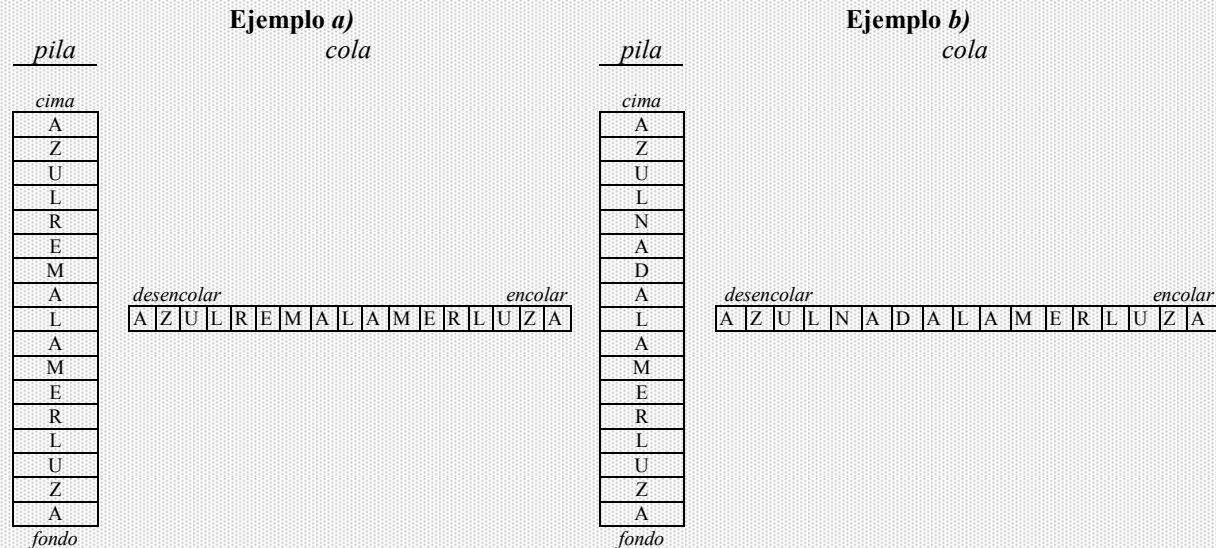 Ejemplo a)
pila cola
cima
A
Z
U
L
R
E
M
A
L
A
M
E
R
L
U
Z
A
fondo
desencolar encolar
A Z U L R E M A L A M E R L U Z A
Ejemplo b)
pila cola
cima
A
Z
U
L
N
A
D
A
L
A
M
E
R
L
U
Z
A
fondo
desencolar encolar
A Z U L N A D A L A M E R L U Z A